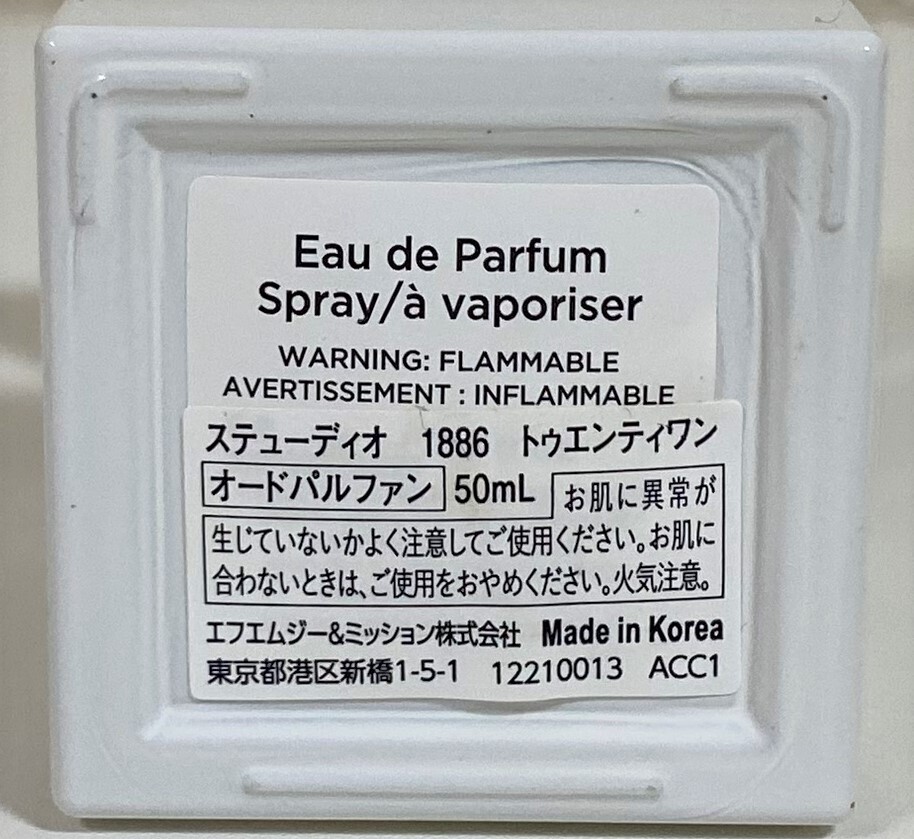 Eau de Parfum
Spray/à vaporiser
WARNING: FLAMMABLE
AVERTISSEMENT : INFLAMMABLE
ステューディオ 1886 トゥエンティワン
オードパルファン 50mL お肌に異常が
生じていないかよく注意してご使用ください。お肌に
合わないときは、ご使用をおやめください。火気注意。
エフエムジー&ミッション株式会社 Made in Korea
東京都港区新橋1-5-1 12210013 ACC1